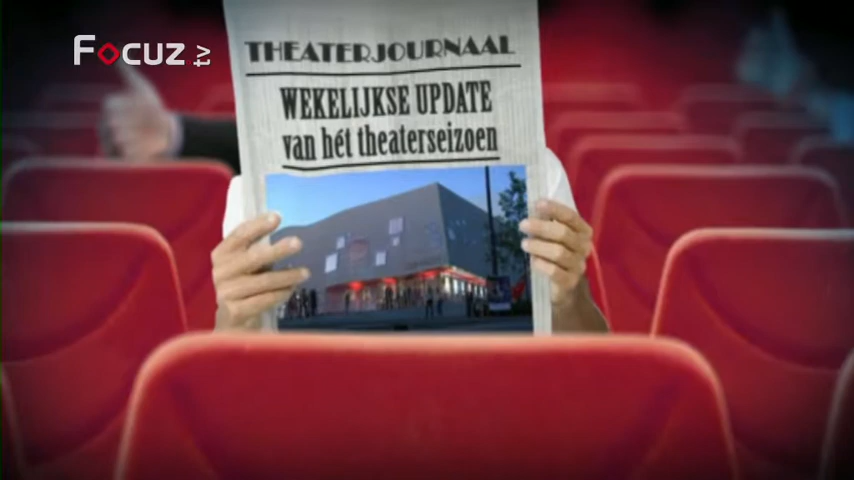 Focuz.tv
THEATERJOURNAAL
WEKELIJKSE UPDATE
van hét theaterseizoen